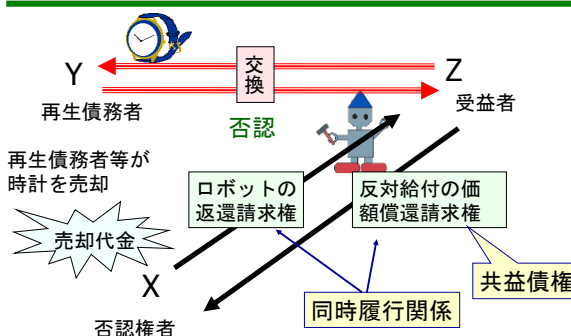 Y
再生債務者
交
換
否認
Z
受益者
再生債務者等が
時計を売却
売却代金
ロボットの
返還請求権
反対給付の価
額償還請求権
共益債権
X
否認権者
同時履行関係